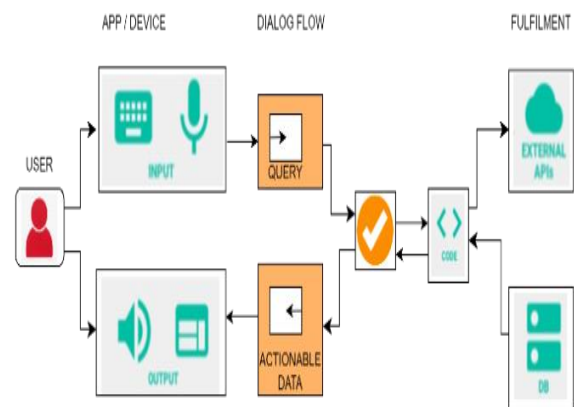 APP / DEVICE
DIALOG FLOW
FULFILMENT
USER
INPUT
QUERY
EXTERNAL
APIs
CODE
OUTPUT
ACTIONABLE
DATA
DB